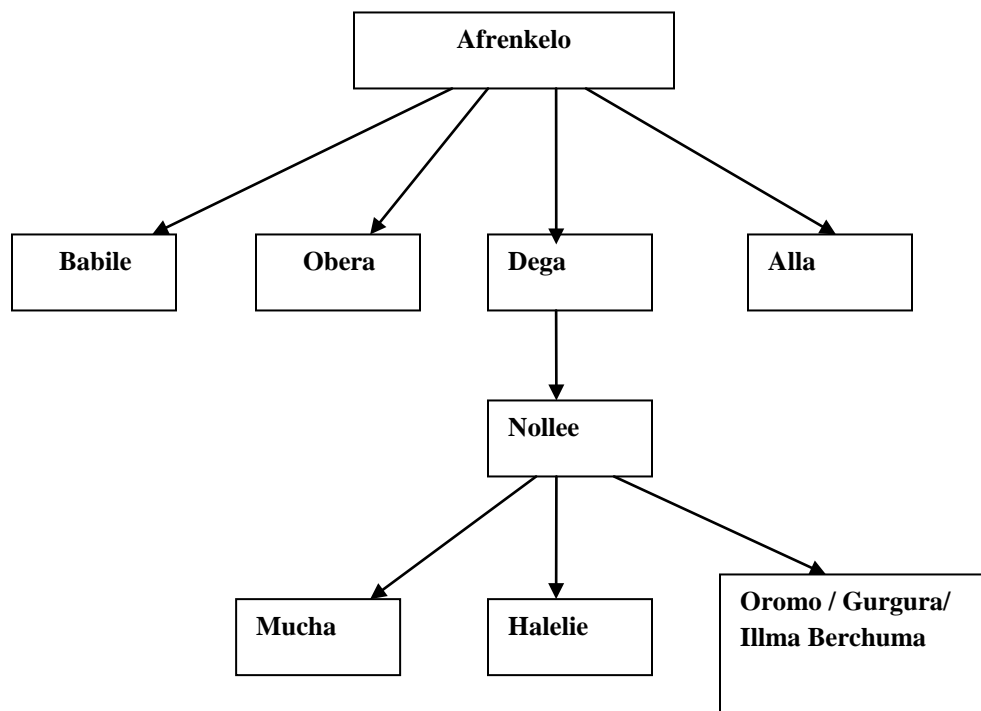 Afrenkelo
Babile
Obera
Dega
Alla
Nollee
Mucha
Halelie
Oromo / Gurgura/
Illma Berchuma